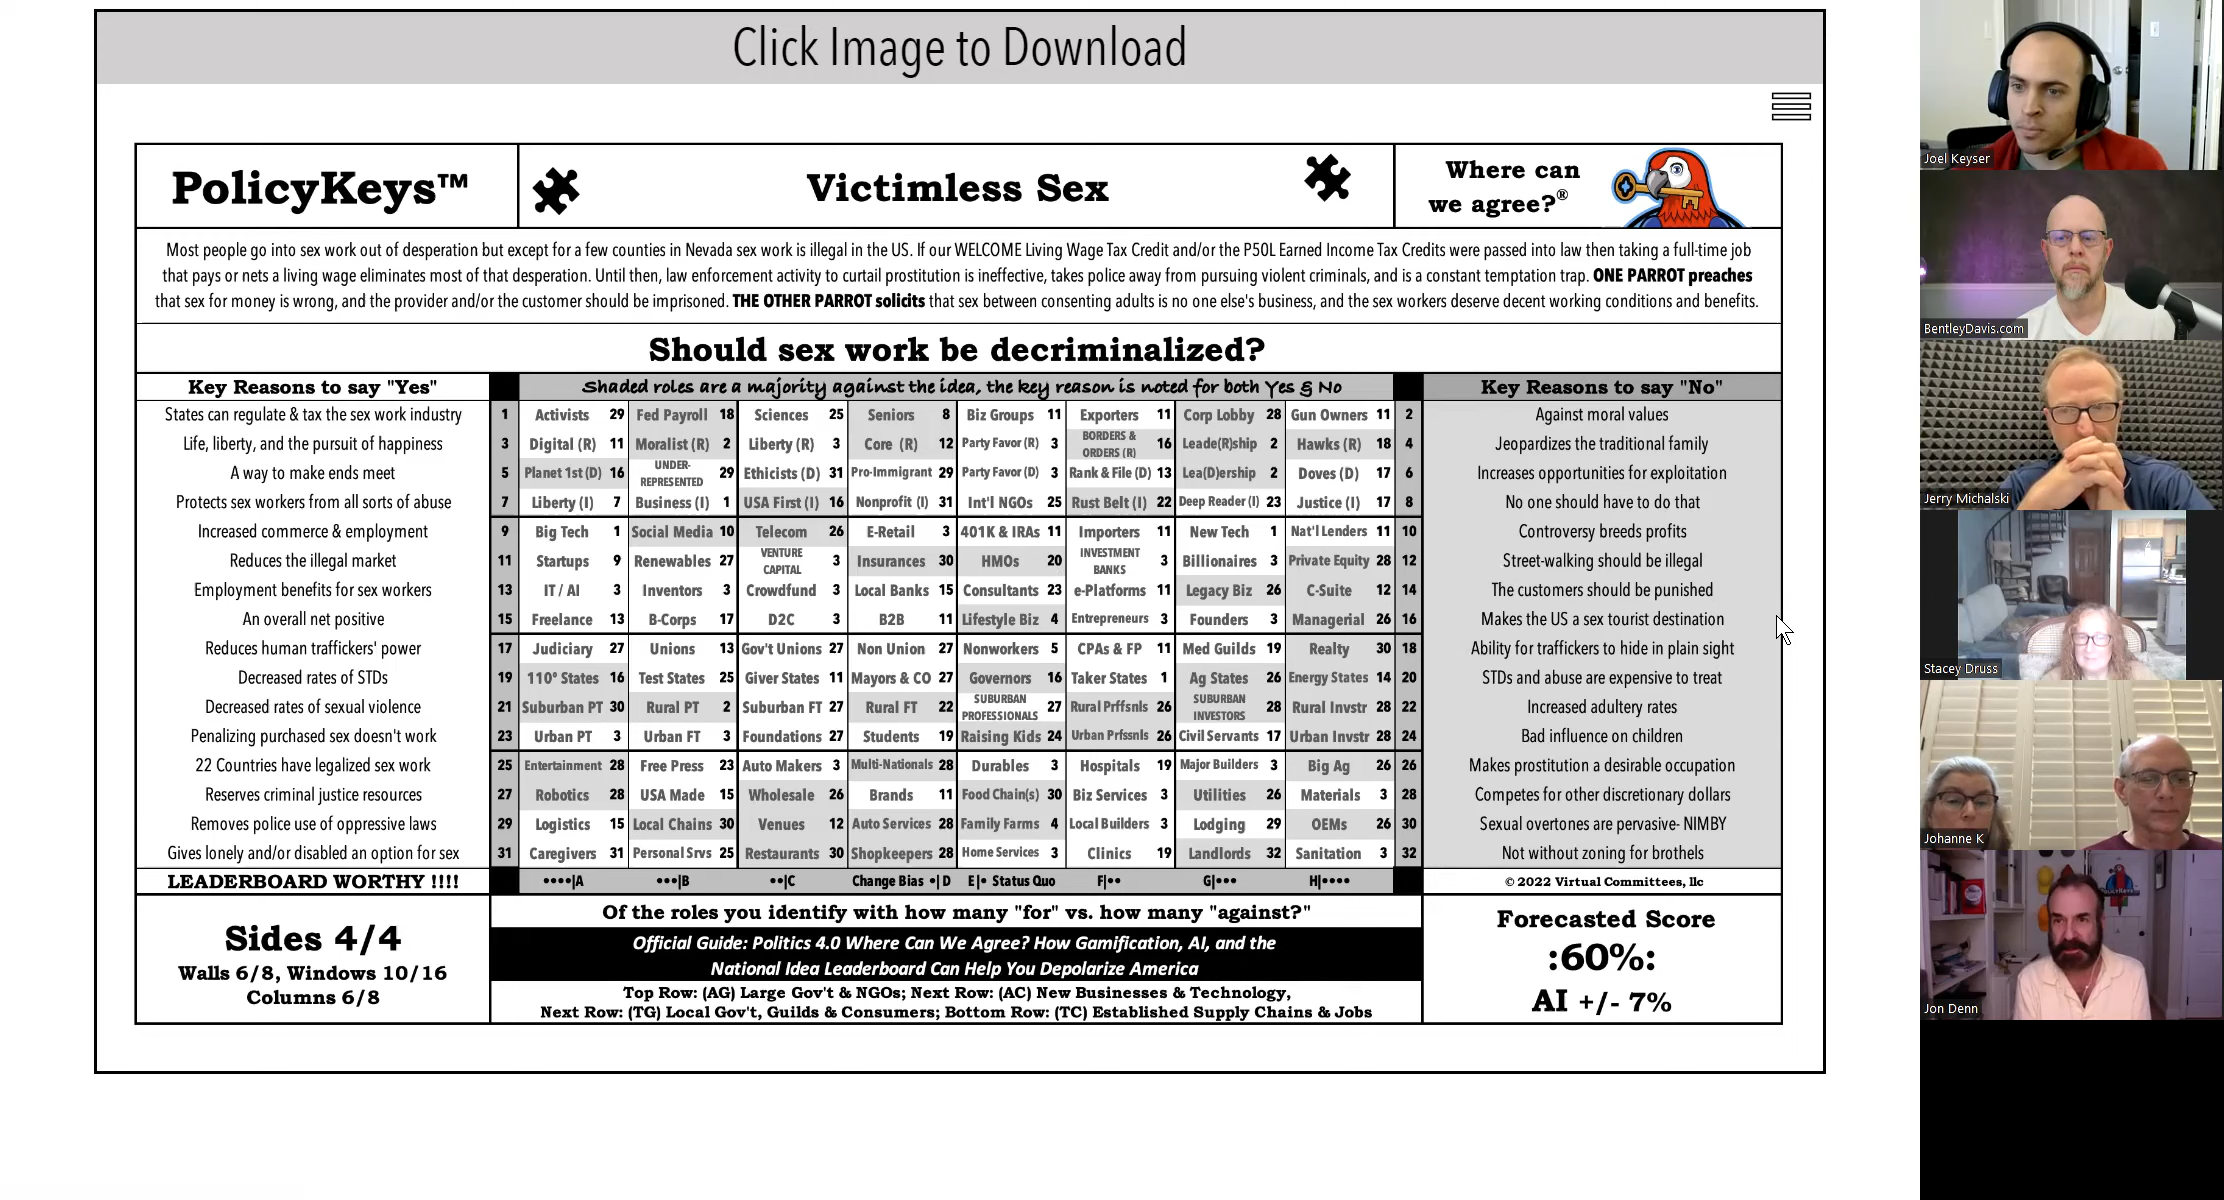 Click Image to Download
PolicyKeys™
Victimless Sex
Where can
we agree?®
Most people go into sex work out of desperation but except for a few counties in Nevada sex work is illegal in the US. If our WELCOME Living Wage Tax Credit and/or the P50L Earned Income Tax Credits were passed into law then taking a full-time job
that pays or nets a living wage eliminates most of that desperation. Until then, law enforcement activity to curtail prostitution is ineffective, takes police away from pursuing violent criminals, and is a constant temptation trap. ONE PARROT preaches
that sex for money is wrong, and the provider and/or the customer should be imprisoned. THE OTHER PARROT solicits that sex between consenting adults is no one else's business, and the sex workers deserve decent working conditions and benefits.
Should sex work be decriminalized?
Key Reasons to say "Yes" Shaded roles are a majority against the idea, the key reason is noted for both Yes & No Key Reasons to say "No"
States can regulate & tax the sex work industry 1 Activists 29 Fed Payroll 18 Sciences 25 Seniors 8 Biz Groups 11 Exporters 11 Corp Lobby 28 Gun Owners 11 2 Against moral values
Life, liberty, and the pursuit of happiness 3 Digital (R) 11 Moralist (R) 2 Liberty (R) 3 Core (R) 12 Party Favor (R) 3 BORDERS & ORDERS (R) 16 Leade(R)ship 2 Hawks (R) 18 4 Jeopardizes the traditional family
A way to make ends meet 5 Planet 1st (D) 16 UNDER-REPRESENTED 29 Ethicists (D) 31 Pro-Immigrant 29 Party Favor (D) 3 Rank & File (D) 13 Lea(D)ership 2 Doves (D) 17 6 Increases opportunities for exploitation
Protects sex workers from all sorts of abuse 7 Liberty (I) 7 Business (I) 1 USA First (I) 16 Nonprofit (I) 31 Int'l NGOs 25 Rust Belt (I) 22 Deep Reader (I) 23 Justice (I) 17 8 No one should have to do that
Increased commerce & employment 9 Big Tech 1 Social Media 10 Telecom 26 E-Retail 3 401K & IRAs 11 Importers 11 New Tech 1 Nat'l Lenders 11 10 Controversy breeds profits
Reduces the illegal market 11 Startups 9 Renewables 27 VENTURE CAPITAL 3 Insurances 30 HMOs 20 INVESTMENT BANKS 3 Billionaires 3 Private Equity 28 12 Street-walking should be illegal
Employment benefits for sex workers 13 IT / AI 3 Inventors 3 Crowdfund 3 Local Banks 15 Consultants 23 e-Platforms 11 Legacy Biz 26 C-Suite 12 14 The customers should be punished
An overall net positive 15 Freelance 13 B-Corps 17 D2C 3 B2B 11 Lifestyle Biz 4 Entrepreneurs 3 Founders 3 Managerial 26 16 Makes the US a sex tourist destination
Reduces human traffickers' power 17 Judiciary 27 Unions 13 Gov't Unions 27 Non Union 27 Nonworkers 5 CPAs & FP 11 Med Guilds 19 Realty 30 18 Ability for traffickers to hide in plain sight
Decreased rates of STDs 19 110° States 16 Test States 25 Giver States 11 Mayors & CO 27 Governors 16 Taker States 1 Ag States 26 Energy States 14 20 STDs and abuse are expensive to treat
Decreased rates of sexual violence 21 Suburban PT 30 Rural PT 2 Suburban FT 27 Rural FT 22 SUBURBAN PROFESSIONALS 27 Rural Prffsnls 26 SUBURBAN INVESTORS 28 Rural Invstr 28 22 Increased adultery rates
Penalizing purchased sex doesn't work 23 Urban PT 3 Urban FT 3 Foundations 27 Students 19 Raising Kids 24 Urban Prfssnls 26 Civil Servants 17 Urban Invstr 28 24 Bad influence on children
22 Countries have legalized sex work 25 Entertainment 28 Free Press 23 Auto Makers 3 Multi-Nationals 28 Durables 3 Hospitals 19 Major Builders 3 Big Ag 26 26 Makes prostitution a desirable occupation
Reserves criminal justice resources 27 Robotics 28 USA Made 15 Wholesale 26 Brands 11 Food Chain(s) 30 Biz Services 3 Utilities 26 Materials 3 28 Competes for other discretionary dollars
Removes police use of oppressive laws 29 Logistics 15 Local Chains 30 Venues 12 Auto Services 28 Family Farms 4 Local Builders 3 Lodging 29 OEMs 26 30 Sexual overtones are pervasive- NIMBY
Gives lonely and/or disabled an option for sex 31 Caregivers 31 Personal Srvs 25 Restaurants 30 Shopkeepers 28 Home Services 3 Clinics 19 Landlords 32 Sanitation 3 32 Not without zoning for brothels
LEADERBOARD WORTHY !!!! ••••|A •••|B ••|C Change Bias •| D E |• Status Quo F|•• G|••• H|•••• © 2022 Virtual Committees, llc
Sides 4/4
Walls 6/8, Windows 10/16
Columns 6/8
Of the roles you identify with how many "for" vs. how many "against?"
Official Guide: Politics 4.0 Where Can We Agree? How Gamification, AI, and the
National Idea Leaderboard Can Help You Depolarize America
Top Row: (AG) Large Gov't & NGOs; Next Row: (AC) New Businesses & Technology,
Next Row: (TG) Local Gov't, Guilds & Consumers; Bottom Row: (TC) Established Supply Chains & Jobs
Forecasted Score
:60%:
AI +/- 7%
Joel Keyser
BentleyDavis.com
Jerry Michalski
Stacey Druss
Johanne K
Jon Denn